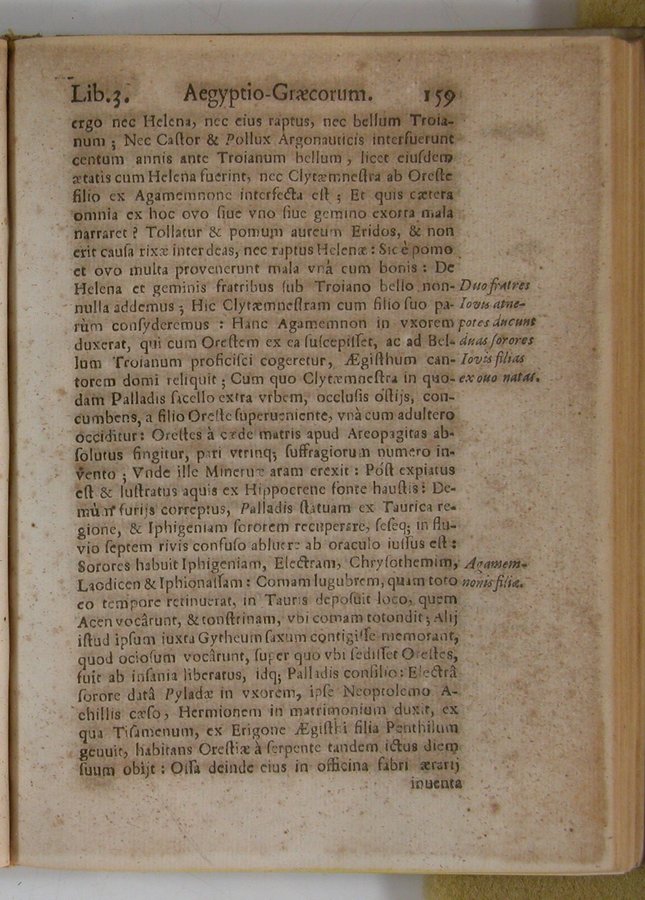 Lib.3. Aegyptio-Græcorum. 159
ergo nec Helena, nec eius raptus, nec bellum Troia-
num ; Nec Caſtor & Pollux Argonauticis interfuerunt
centum annis ante Troianum bellum , licet eiuſdem
ætatis cum Helena fuerint, nec Clytæmneſtra ab Oreſte
filio ex Agamemnone interfecta eſt ; Et quis cætera
omnia ex hoc ovo ſiue vno ſiue gemino exorta mala
narraret ? Tollatur & pomum aureum Eridos, & non
erit cauſa rixæ inter deas, nec raptus Helenæ : Sic è pomo
et ovo multa provenerunt mala vnà cum bonis : De
Helena et geminis fratribus ſub Troiano bello non-
nulla addemus ; Hic Clytæmneſtram cum filio ſuo pa-
rùm conſyderemus : Hanc Agamemnon in vxorem
duxerat, qui cum Oreſtem ex ea ſuſcepiſſet, ac ad Bel-
lum Troianum proficiſci cogeretur, Ægiſthum can-
torem domi reliquit ; Cum quo Clytæmneſtra in quo-
dam Palladis ſacello extra vrbem, occluſis oſtijs, con-
cumbens, a filio Oreſte ſuperueniente, vnà cum adultero
occiditur: Oreſtes à cæde matris apud Areopagitas ab-
ſolutus fingitur, pari vtrinq; ſuffragiorum numero in-
vento ; Vnde ille Mineruæ aram erexit : Póſt expiatus
eſt & luſtratus aquis ex Hippocrene fonte hauſtis: De-
mùm furijs correptus, Palladis ſtatuam ex Taurica re-
gione, & Iphigeniam ſororem recuperare, ſeſeq; in flu-
vio ſeptem rivis confuſo abluere ab oraculo iuſſus eſt :
Sorores habuit Iphigeniam, Electram, Chryſothemim,
Laodicen & Iphionaſſam : Comam lugubrem, quam toto
eo tempore retinuerat, in Tauris depoſuit loco, quem
Acen vocârunt, & tonſtrinam, vbi comam totondit ; Alij
iſtud ipſum iuxta Gytheum ſaxum contigiſſe memorant,
quod ocioſum vocârunt, ſuper quo vbi ſediſſet Oreſtes,
fuit ab inſania liberatus, idq; Palladis conſilio: Electrâ
ſorore datâ Pyladæ in vxorem, ipſe Neoptolemo A-
chillis cæſo, Hermionem in matrimonium duxit, ex
qua Tiſamenum, ex Erigone Ægiſthi filia Penthilum
genuit, habitans Oreſtiæ à ſerpente tandem ictus diem
ſuum obijt : Oſſa deinde eius in officina fabri ærarij
inuenta
Duo fratres
Iovis atne-
potes ducunt
duas ſorores
Iovis filias
ex ouo natas.
Agamem-
nonis filiæ.